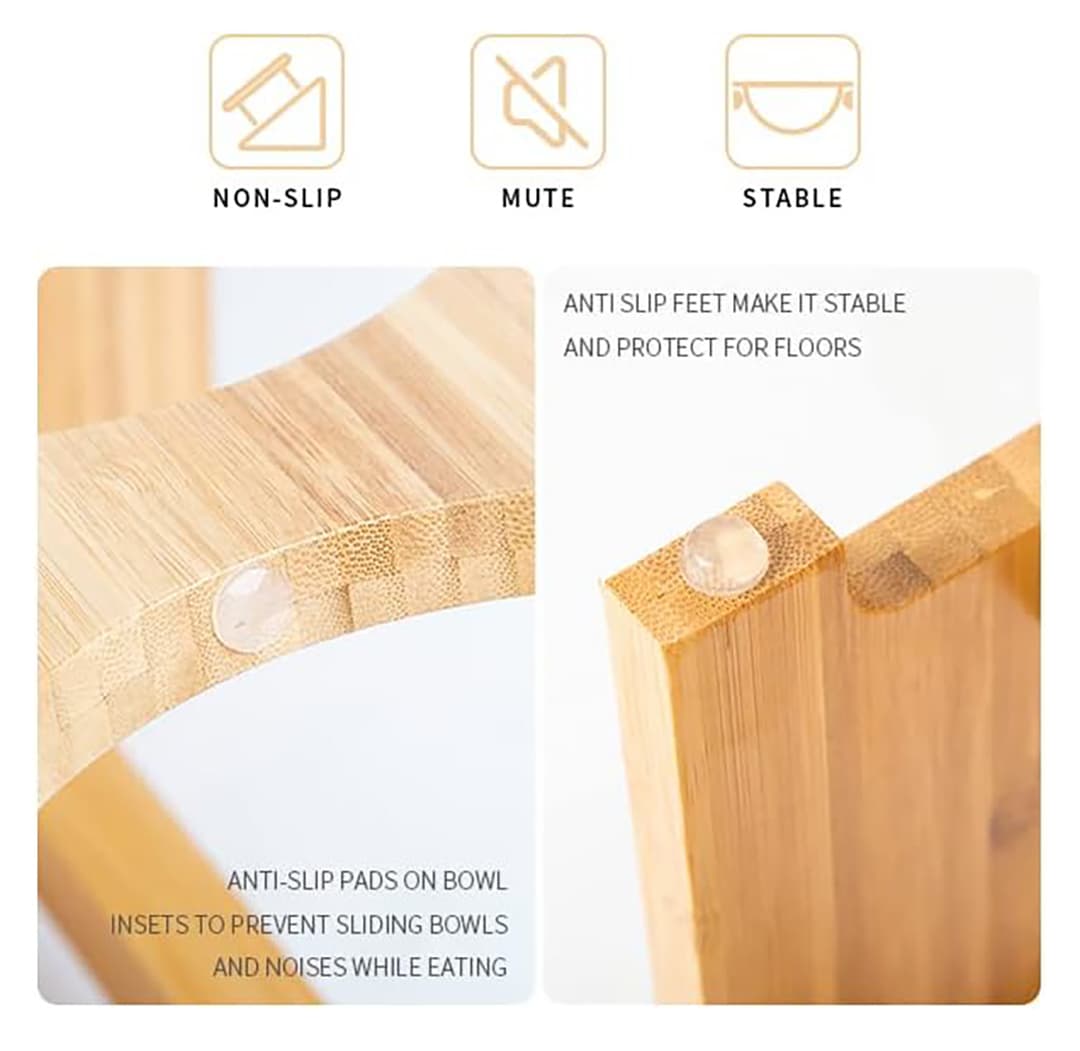 NON-SLIP
MUTE
STABLE
ANTI SLIP FEET MAKE IT STABLE
AND PROTECT FOR FLOORS
ANTI-SLIP PADS ON BOWL
INSETS TO PREVENT SLIDING BOWLS
AND NOISES WHILE EATING